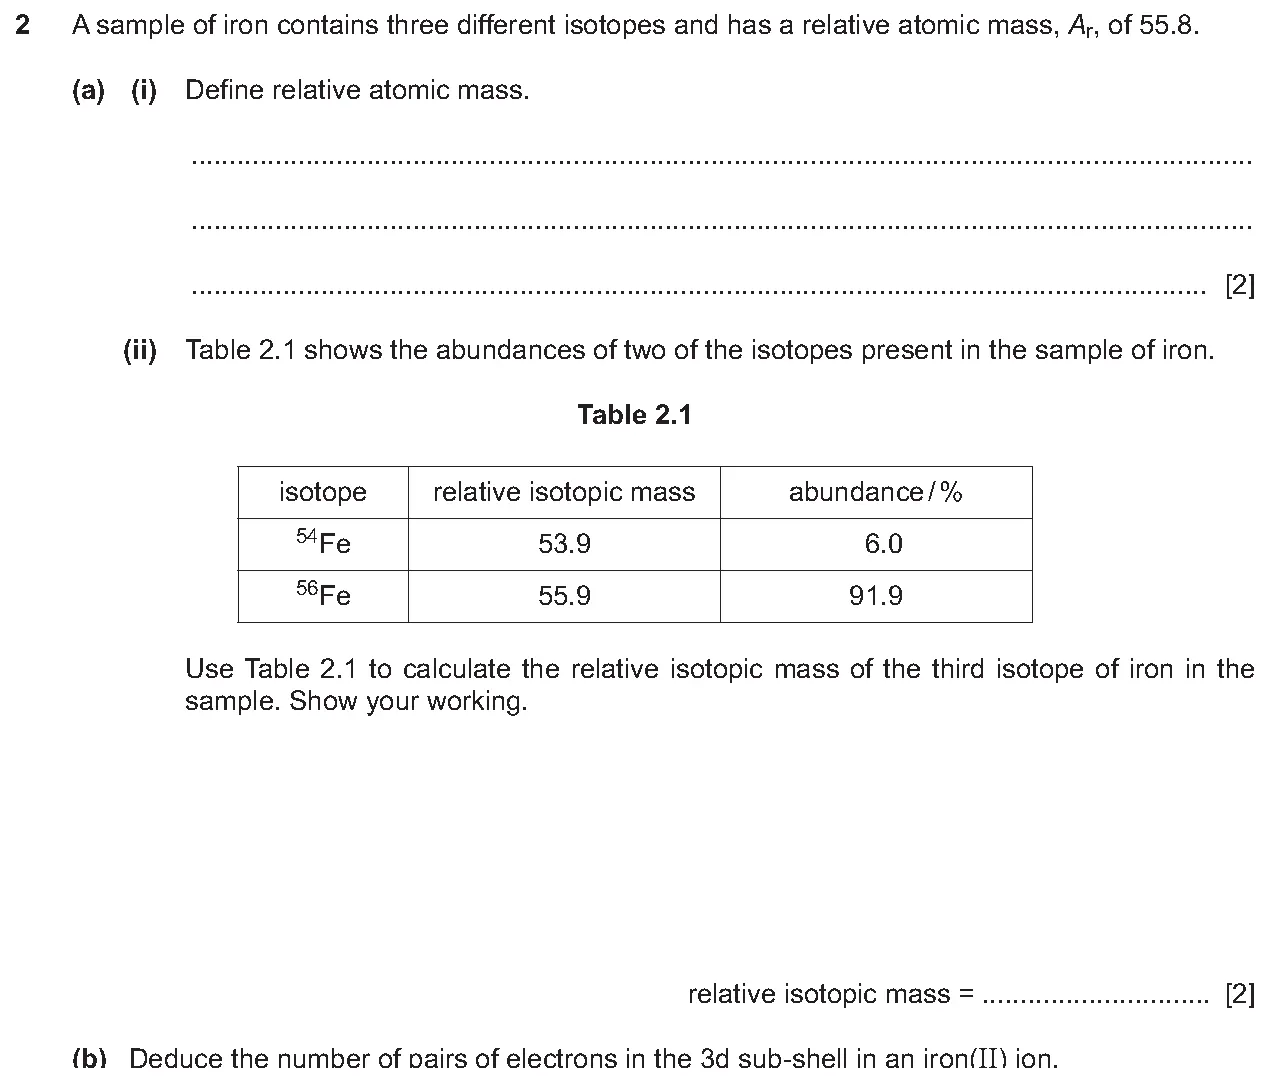 2 A sample of iron contains three different isotopes and has a relative atomic mass, Ar, of 55.8.
(a) (i) Define relative atomic mass.
..........................................................................................................................................
..........................................................................................................................................
.................................................................................................................................... [2]
(ii) Table 2.1 shows the abundances of two of the isotopes present in the sample of iron.
Table 2.1
isotope relative isotopic mass abundance / %
54Fe 53.9 6.0
56Fe 55.9 91.9
Use Table 2.1 to calculate the relative isotopic mass of the third isotope of iron in the
sample. Show your working.
relative isotopic mass = .............................. [2]
(b) Deduce the number of pairs of electrons in the 3d sub-shell in an iron(II) ion.